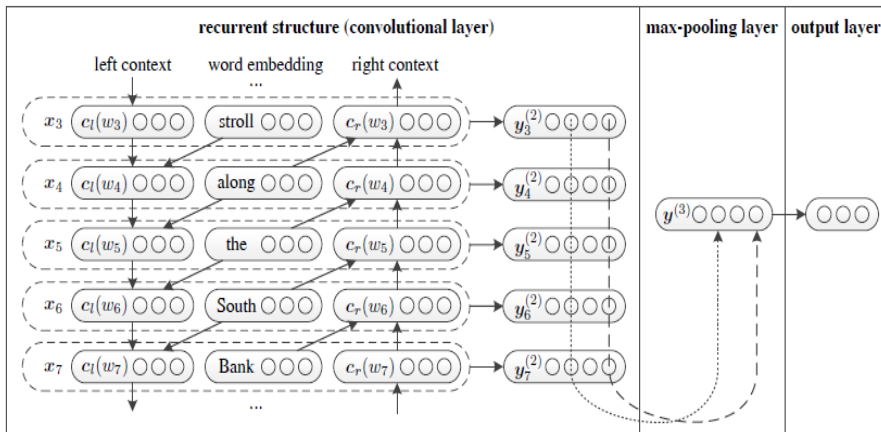 recurrent structure (convolutional layer) max-pooling layer output layer
left context word embedding right context
...
x₃ cₗ(w₃) stroll cᵣ(w₃) y₃⁽²⁾
x₄ cₗ(w₄) along cᵣ(w₄) y₄⁽²⁾
y⁽³⁾
x₅ cₗ(w₅) the cᵣ(w₅) y₅⁽²⁾
x₆ cₗ(w₆) South cᵣ(w₆) y₆⁽²⁾
x₇ cₗ(w₇) Bank cᵣ(w₇) y₇⁽²⁾
...